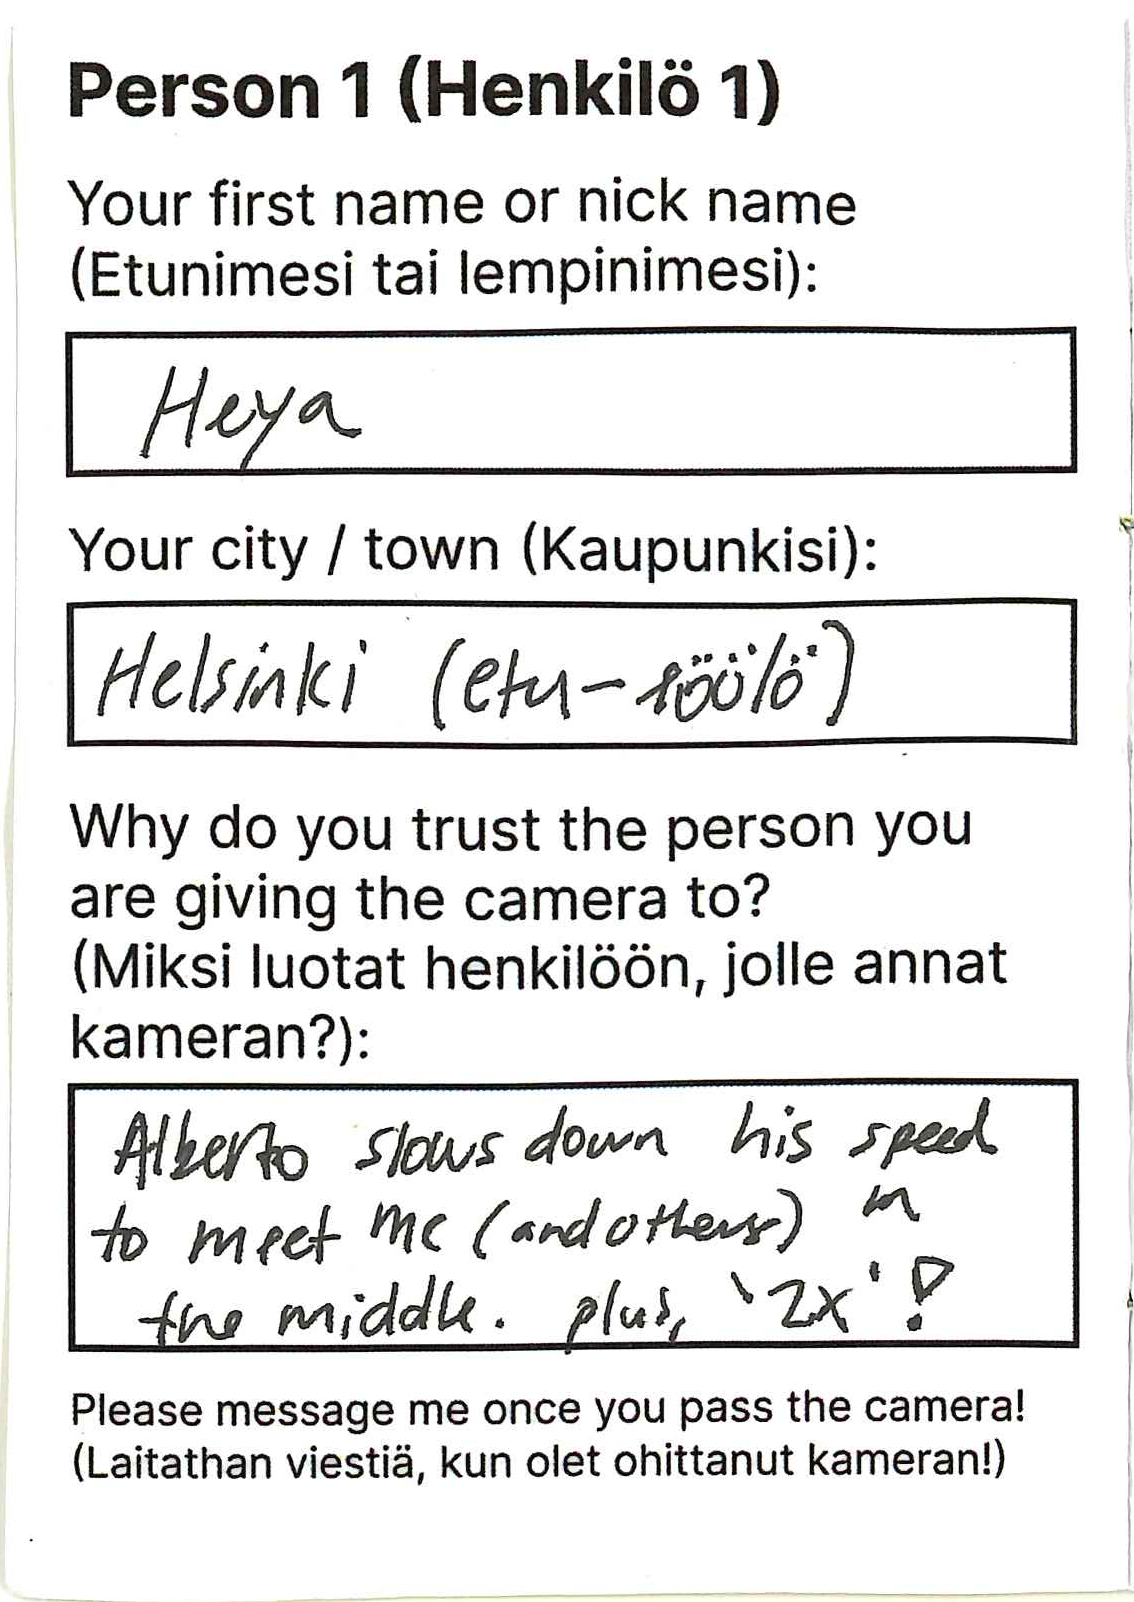 Person 1 (Henkilö 1)
Your first name or nick name
(Etunimesi tai lempinimesi):
Heya
Your city / town (Kaupunkisi):
Helsinki (etu-töölö)
Why do you trust the person you
are giving the camera to?
(Miksi luotat henkilöön, jolle annat
kameran?):
Alberto slows down his speed
to meet me (and others) in
the middle. plus, '2x'!
Please message me once you pass the camera!
(Laitathan viestiä, kun olet ohittanut kameran!)